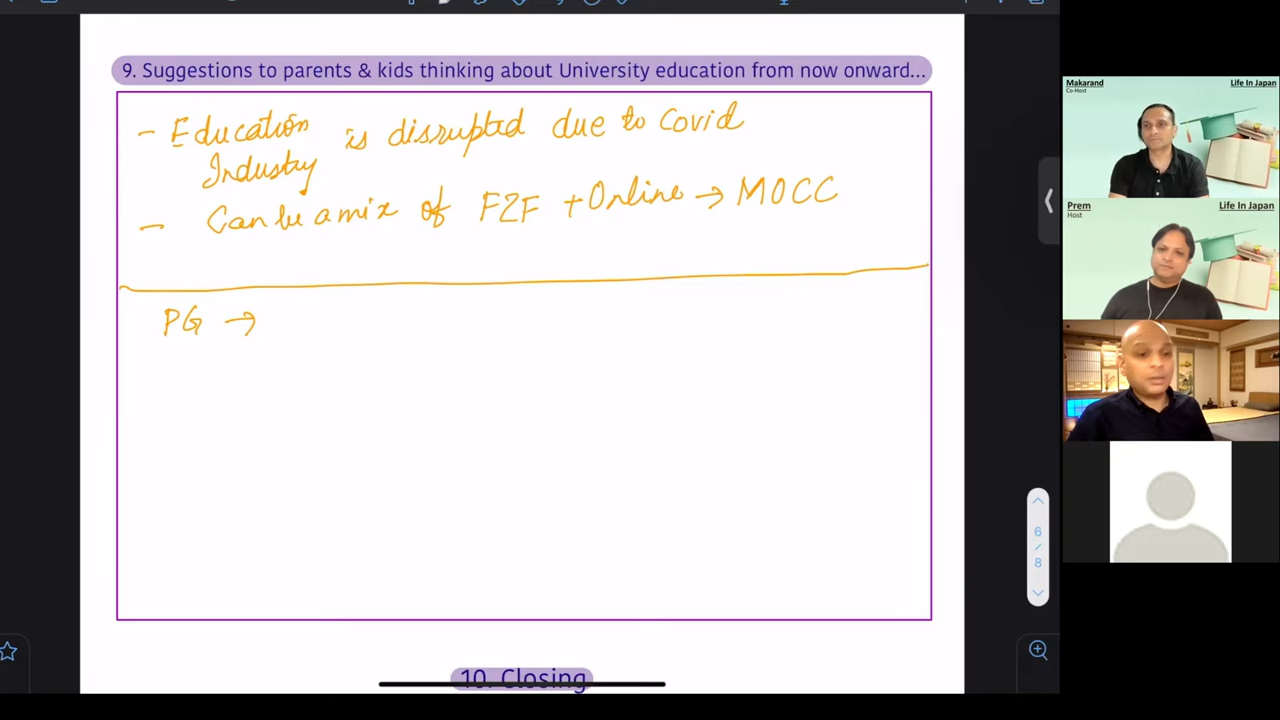 9. Suggestions to parents & kids thinking about University education from now onward...
- Education is disrupted due to Covid
Industry
- Can be a mix of F2F + Online → MOCC
PG →
10. Closing
Makarand
Co-Host
Life In Japan
Prem
Host
Life In Japan
6
/
8